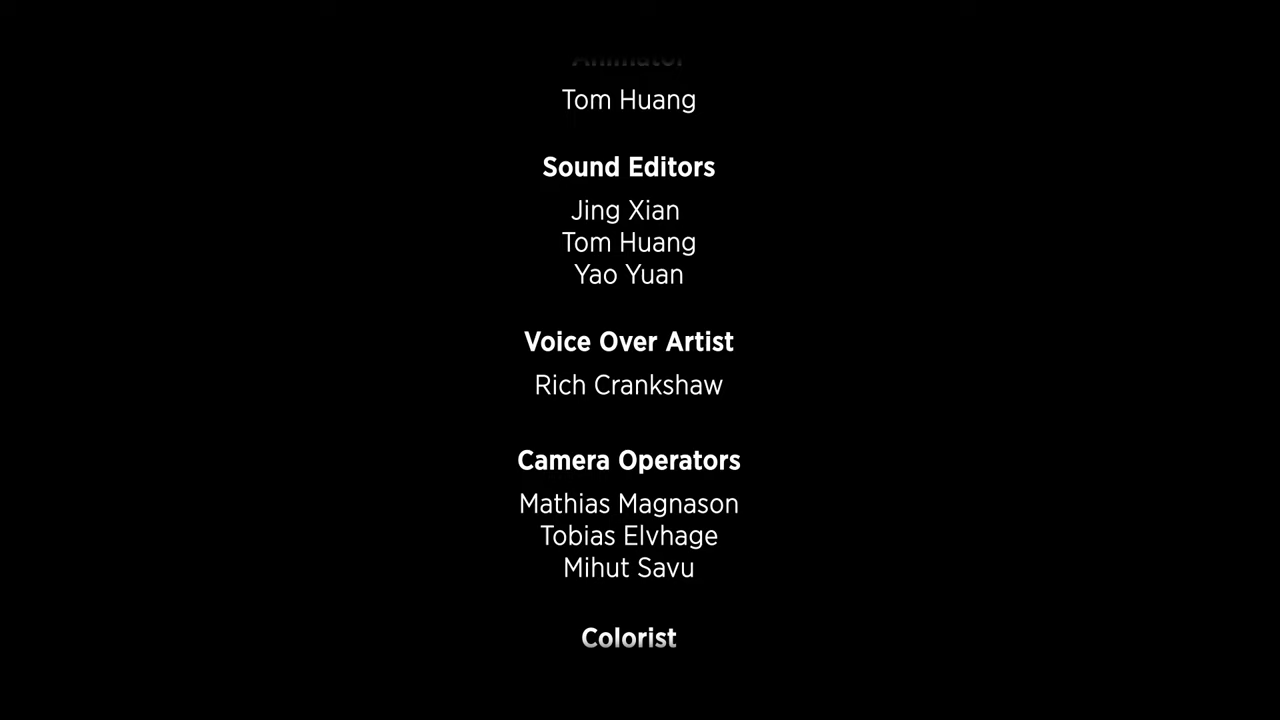 Animator
Tom Huang
Sound Editors
Jing Xian
Tom Huang
Yao Yuan
Voice Over Artist
Rich Crankshaw
Camera Operators
Mathias Magnason
Tobias Elvhage
Mihut Savu
Colorist